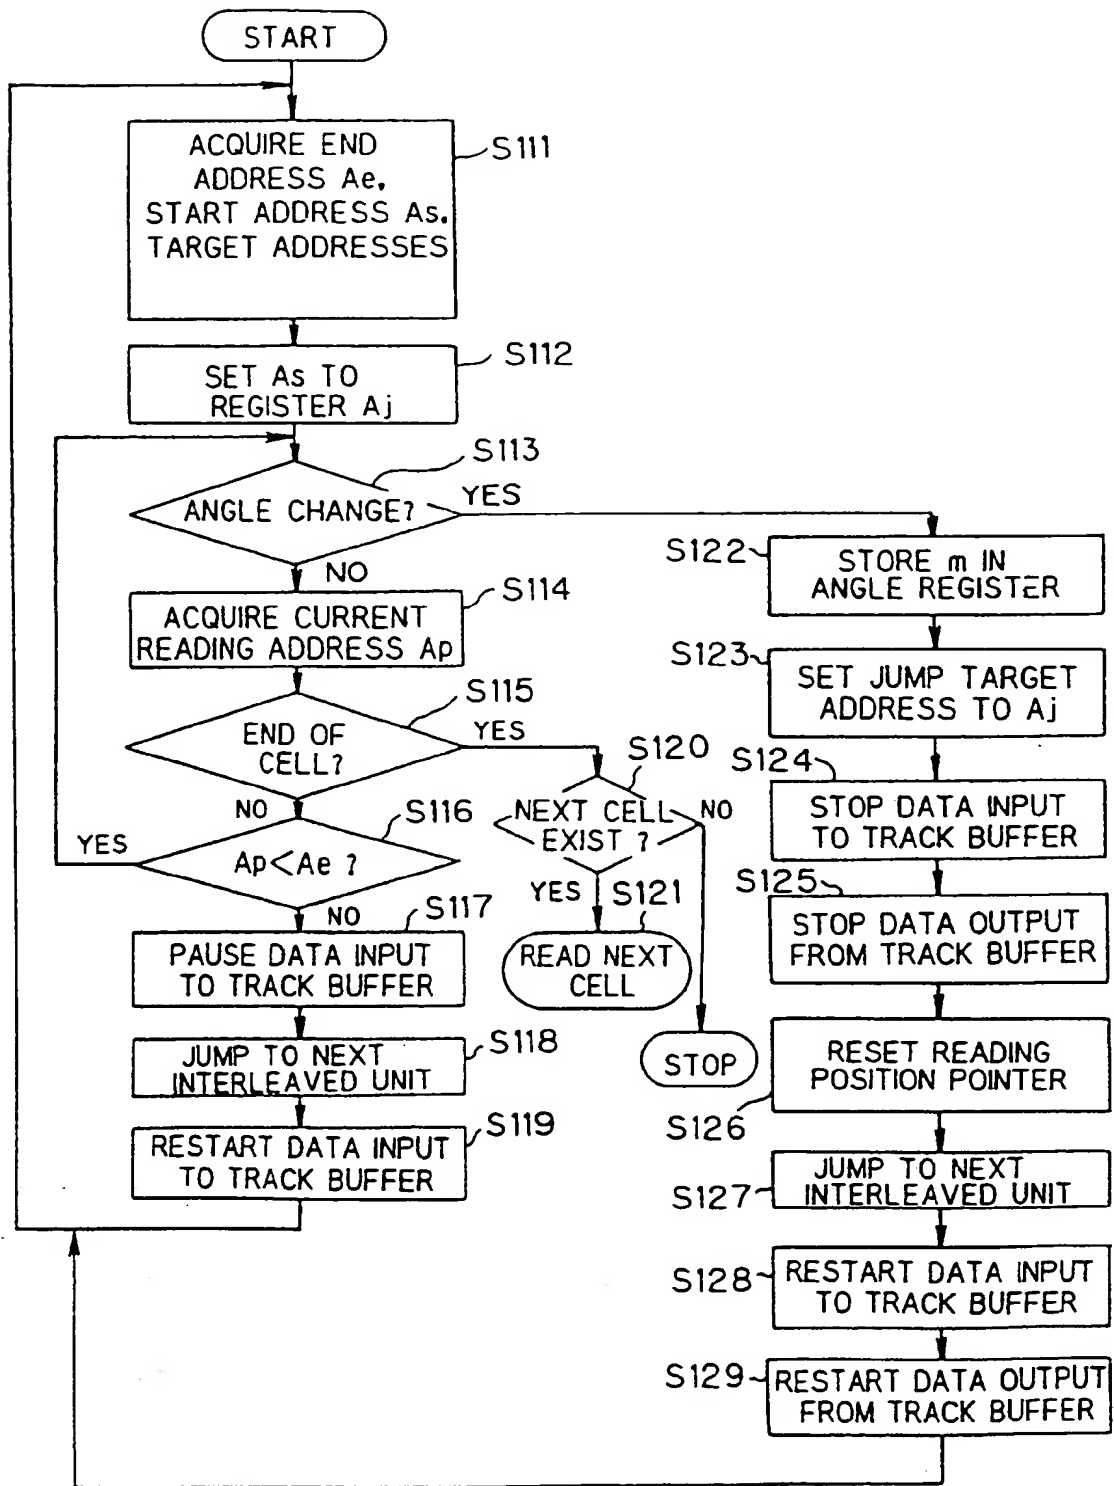 START
ACQUIRE END
ADDRESS Ae,
START ADDRESS As.
TARGET ADDRESSES
S111
SET As TO
REGISTER Aj
S112
ANGLE CHANGE?
S113
YES
NO
ACQUIRE CURRENT
READING ADDRESS Ap
S114
END OF
CELL?
S115
YES
NO
Ap<Ae ?
S116
YES
NO
PAUSE DATA INPUT
TO TRACK BUFFER
S117
JUMP TO NEXT
INTERLEAVED UNIT
S118
RESTART DATA INPUT
TO TRACK BUFFER
S119
NEXT CELL
EXIST ?
S120
NO
YES
READ NEXT
CELL
S121
STOP
S122
STORE m IN
ANGLE REGISTER
S123
SET JUMP TARGET
ADDRESS TO Aj
S124
STOP DATA INPUT
TO TRACK BUFFER
S125
STOP DATA OUTPUT
FROM TRACK BUFFER
RESET READING
POSITION POINTER
S126
JUMP TO NEXT
INTERLEAVED UNIT
S127
RESTART DATA INPUT
TO TRACK BUFFER
S128
RESTART DATA OUTPUT
FROM TRACK BUFFER
S129